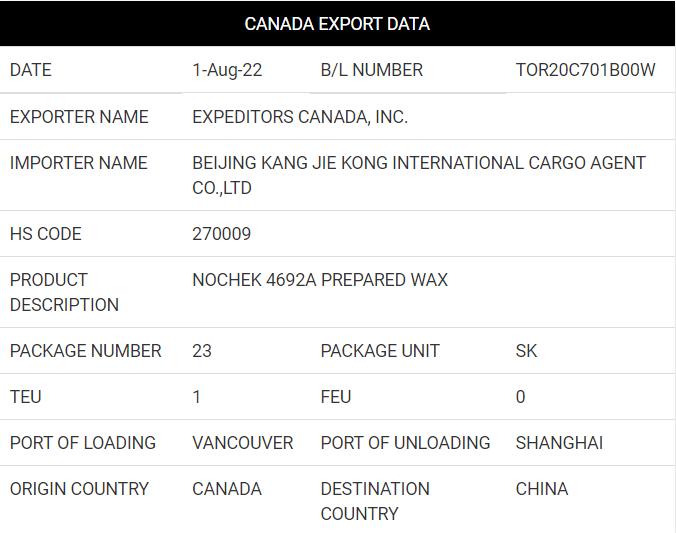 CANADA EXPORT DATA
DATE 1-Aug-22 B/L NUMBER TOR20C701B00W
EXPORTER NAME EXPEDITORS CANADA, INC.
IMPORTER NAME BEIJING KANG JIE KONG INTERNATIONAL CARGO AGENT
CO.,LTD
HS CODE 270009
PRODUCT NOCHEK 4692A PREPARED WAX
DESCRIPTION
PACKAGE NUMBER 23 PACKAGE UNIT SK
TEU 1 FEU 0
PORT OF LOADING VANCOUVER PORT OF UNLOADING SHANGHAI
ORIGIN COUNTRY CANADA DESTINATION CHINA
COUNTRY